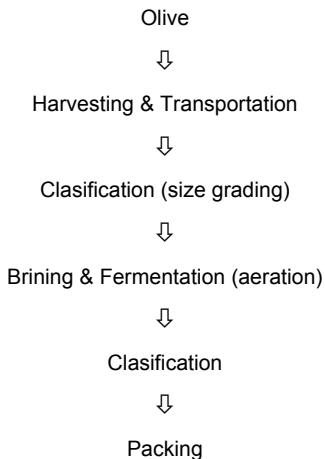 Olive
⇩
Harvesting & Transportation
⇩
Clasification (size grading)
⇩
Brining & Fermentation (aeration)
⇩
Clasification
⇩
Packing